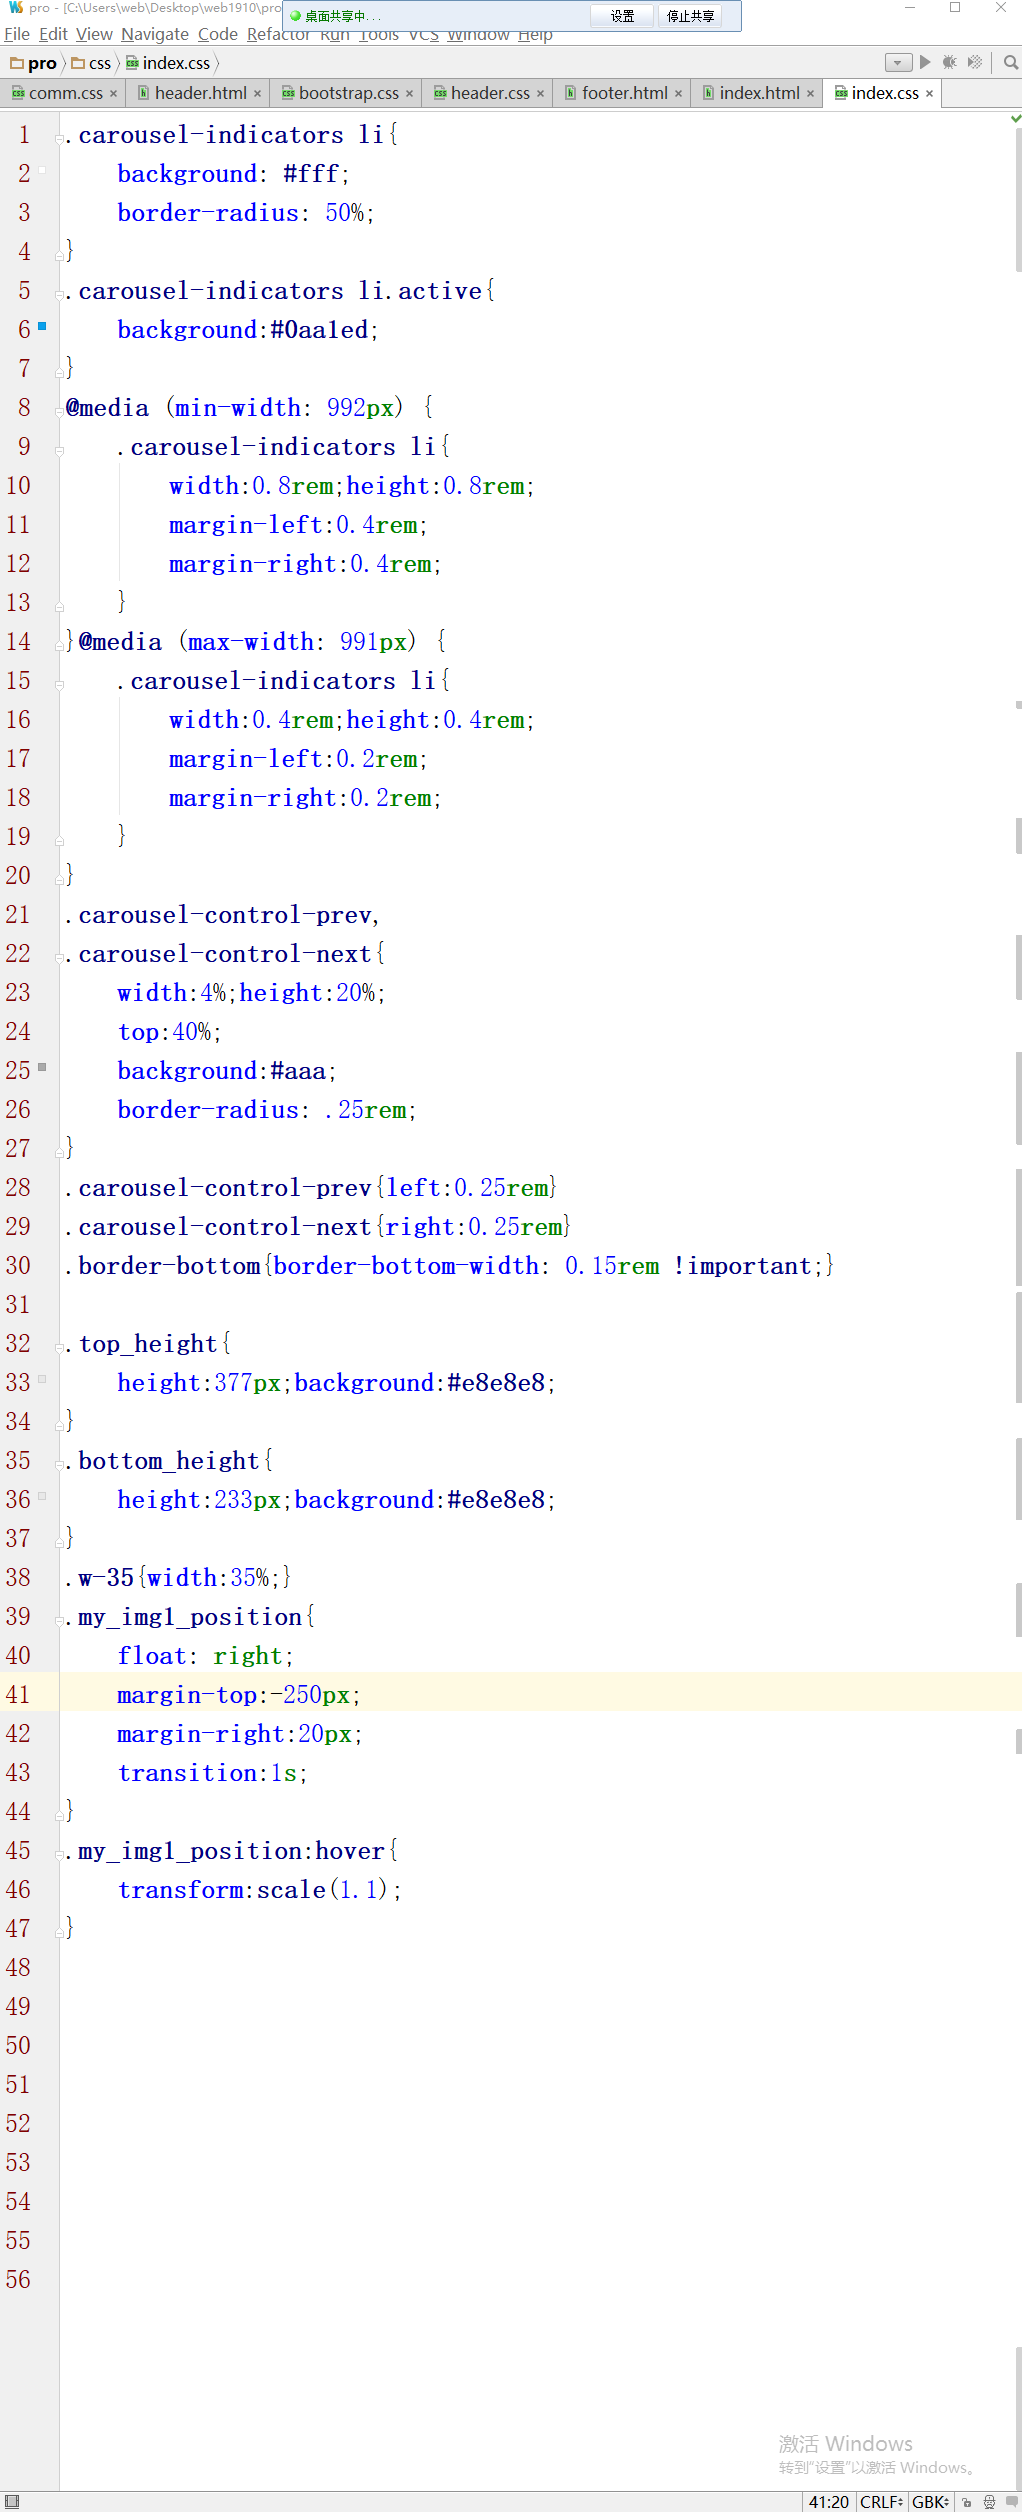 pro - [C:\Users\web\Desktop\web1910\pro
桌面共享中... 设置 停止共享
File Edit View Navigate Code Refactor Run Tools VCS Window Help
pro css index.css
comm.css header.html bootstrap.css header.css footer.html index.html index.css
1 .carousel-indicators li{
2 background: #fff;
3 border-radius: 50%;
4 }
5 .carousel-indicators li.active{
6 background:#0aa1ed;
7 }
8 @media (min-width: 992px) {
9 .carousel-indicators li{
10 width:0.8rem;height:0.8rem;
11 margin-left:0.4rem;
12 margin-right:0.4rem;
13 }
14 }@media (max-width: 991px) {
15 .carousel-indicators li{
16 width:0.4rem;height:0.4rem;
17 margin-left:0.2rem;
18 margin-right:0.2rem;
19 }
20 }
21 .carousel-control-prev,
22 .carousel-control-next{
23 width:4%;height:20%;
24 top:40%;
25 background:#aaa;
26 border-radius: .25rem;
27 }
28 .carousel-control-prev{left:0.25rem}
29 .carousel-control-next{right:0.25rem}
30 .border-bottom{border-bottom-width: 0.15rem !important;}
31
32 .top_height{
33 height:377px;background:#e8e8e8;
34 }
35 .bottom_height{
36 height:233px;background:#e8e8e8;
37 }
38 .w-35{width:35%;}
39 .my_img1_position{
40 float: right;
41 margin-top:-250px;
42 margin-right:20px;
43 transition:1s;
44 }
45 .my_img1_position:hover{
46 transform:scale(1.1);
47 }
48
49
50
51
52
53
54
55
56
激活 Windows
转到"设置"以激活 Windows。
41:20 CRLF GBK